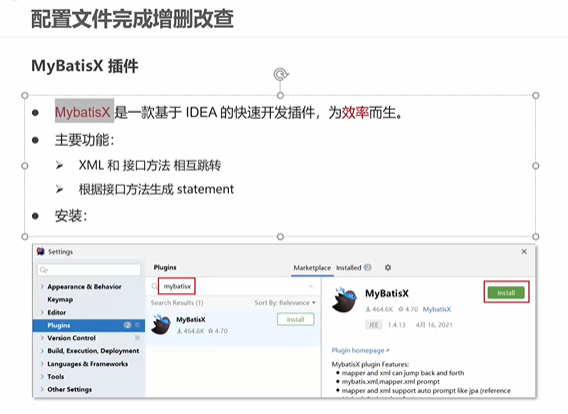 配置文件完成增删改查
MyBatisX 插件
● MybatisX 是一款基于 IDEA 的快速开发插件，为效率而生。
● 主要功能：
➢ XML 和 接口方法 相互跳转
➢ 根据接口方法生成 statement
● 安装：
Settings
Plugins
Marketplace Installed 2
Appearance & Behavior
Keymap
Editor
Plugins 2
Version Control
Build, Execution, Deployment
Languages & Frameworks
Tools
Other Settings
mybatisx
Search Results (1) Sort By: Relevance
MyBatisX
464.6K 4.70
Install
MyBatisX
Install
464.6K 4.70 MybatisX
JEE 1.4.13 4月 16, 2021
Plugin homepage
MybatisX plugin Features:
● mapper and xml can jump back and forth
● mybatis.xml,mapper.xml prompt
● mapper and xml support auto prompt like jpa (reference